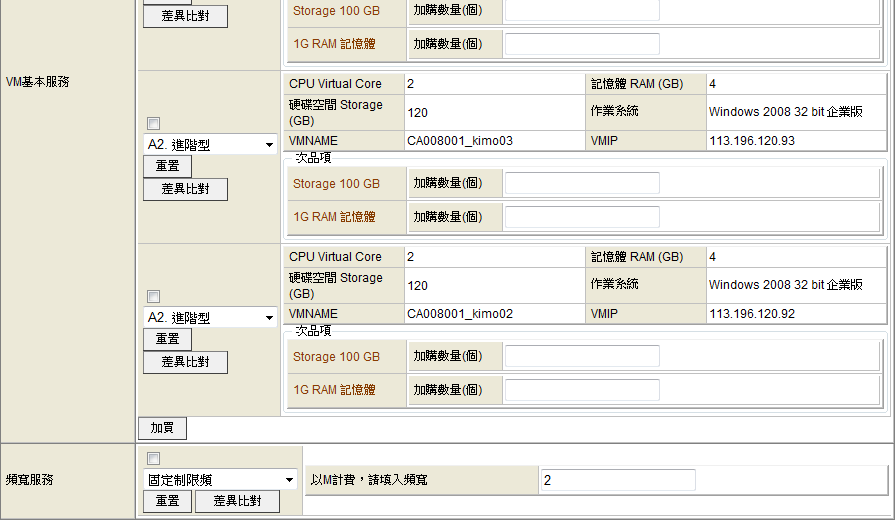 Storage 100 GB 加購數量(個)
差異比對
1G RAM 記憶體 加購數量(個)
VM基本服務
CPU Virtual Core 2 記憶體 RAM (GB) 4
硬碟空間 Storage
(GB) 120 作業系統 Windows 2008 32 bit 企業版
VMNAME CA008001_kimo03 VMIP 113.196.120.93
A2. 進階型
重置
差異比對
次品項
Storage 100 GB 加購數量(個)
1G RAM 記憶體 加購數量(個)
CPU Virtual Core 2 記憶體 RAM (GB) 4
硬碟空間 Storage
(GB) 120 作業系統 Windows 2008 32 bit 企業版
VMNAME CA008001_kimo02 VMIP 113.196.120.92
A2. 進階型
重置
差異比對
次品項
Storage 100 GB 加購數量(個)
1G RAM 記憶體 加購數量(個)
加買
頻寬服務
固定制限頻
重置 差異比對
以M計費，請填入頻寬 2